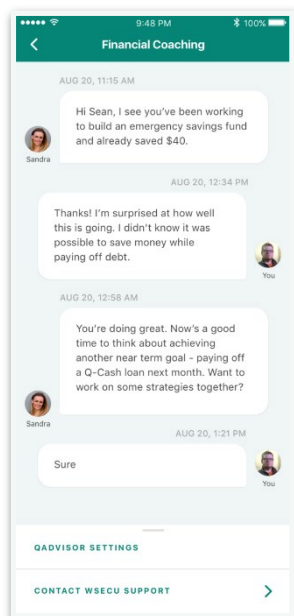 9:48 PM
100%
Financial Coaching
AUG 20, 11:15 AM
Hi Sean, I see you've been working
to build an emergency savings fund
and already saved $40.
Sandra
AUG 20, 12:34 PM
Thanks! I'm surprised at how well
this is going. I didn't know it was
possible to save money while
paying off debt.
You
AUG 20, 12:58 AM
You're doing great. Now's a good
time to think about achieving
another near term goal - paying off
a Q-Cash loan next month. Want to
work on some strategies together?
Sandra
AUG 20, 1:21 PM
Sure
You
QADVISOR SETTINGS
CONTACT WSECU SUPPORT